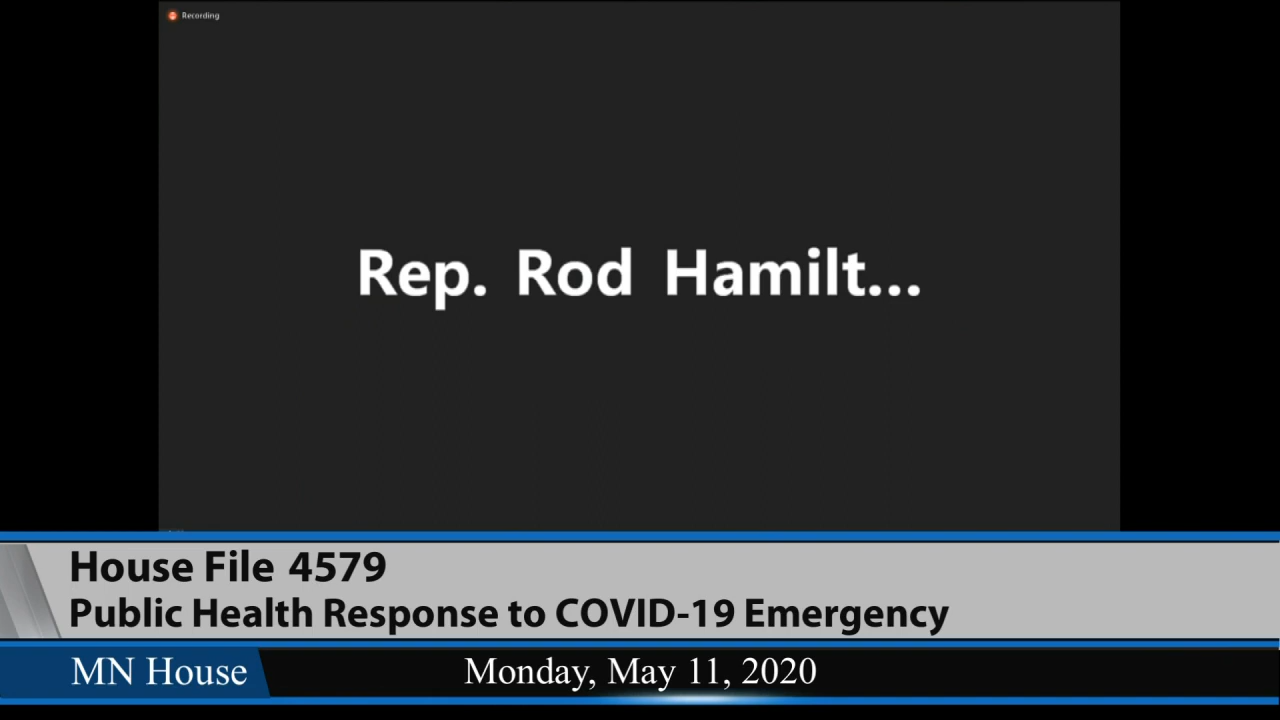 Recording
Rep. Rod Hamilt...
House File 4579
Public Health Response to COVID-19 Emergency
MN House
Monday, May 11, 2020